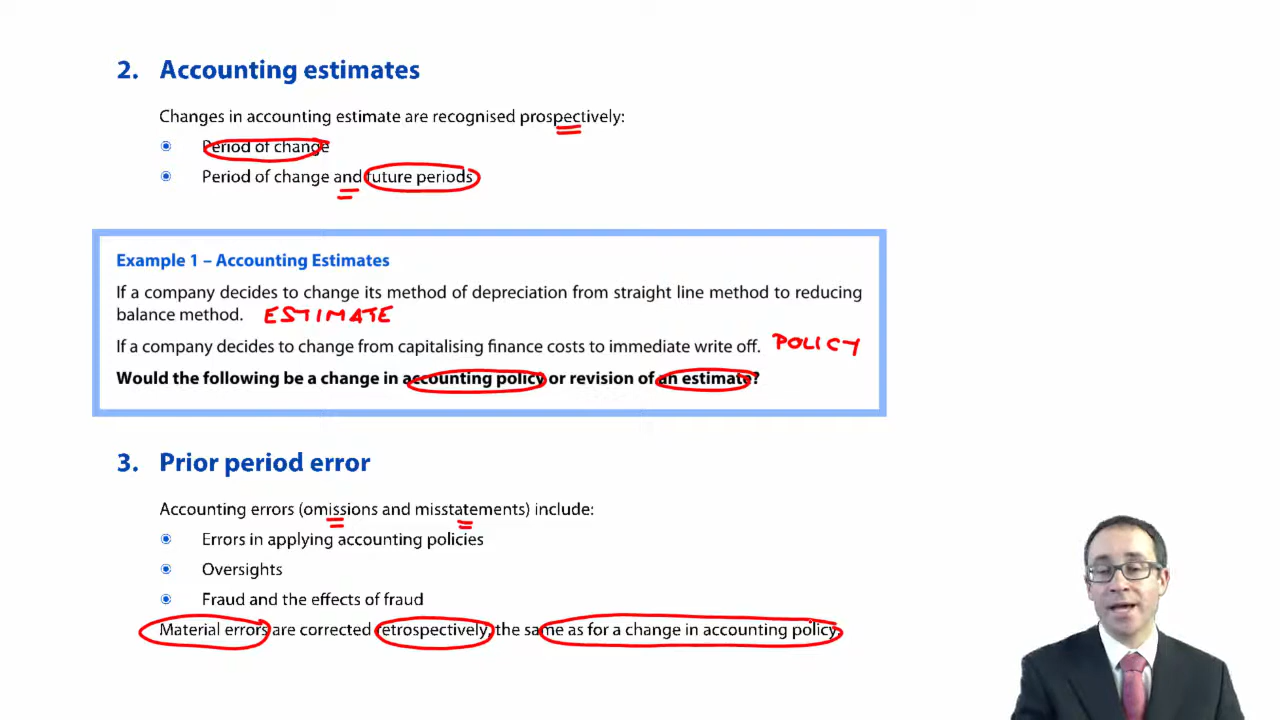 2. Accounting estimates
Changes in accounting estimate are recognised prospectively:
Period of change
Period of change and future periods
Example 1 – Accounting Estimates
If a company decides to change its method of depreciation from straight line method to reducing
balance method. ESTIMATE
If a company decides to change from capitalising finance costs to immediate write off. POLICY
Would the following be a change in accounting policy or revision of an estimate?
3. Prior period error
Accounting errors (omissions and misstatements) include:
Errors in applying accounting policies
Oversights
Fraud and the effects of fraud
Material errors are corrected retrospectively, the same as for a change in accounting policy.